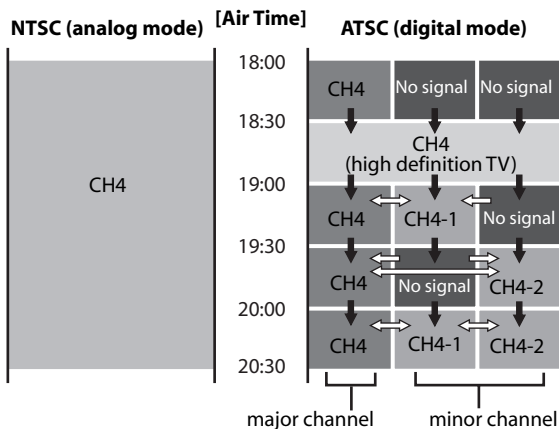 NTSC (analog mode)
[Air Time]
ATSC (digital mode)
18:00
CH4
No signal
No signal
18:30
CH4
(high definition TV)
CH4
19:00
CH4
CH4-1
No signal
19:30
CH4
No signal
CH4-2
20:00
CH4
CH4-1
CH4-2
20:30
major channel
minor channel